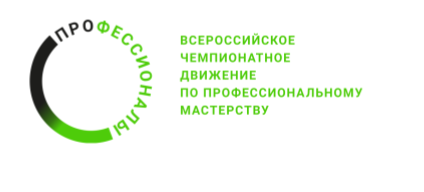 ПРОФЕССИОНАЛЫ
ВСЕРОССИЙСКОЕ
ЧЕМПИОНАТНОЕ
ДВИЖЕНИЕ
ПО ПРОФЕССИОНАЛЬНОМУ
МАСТЕРСТВУ